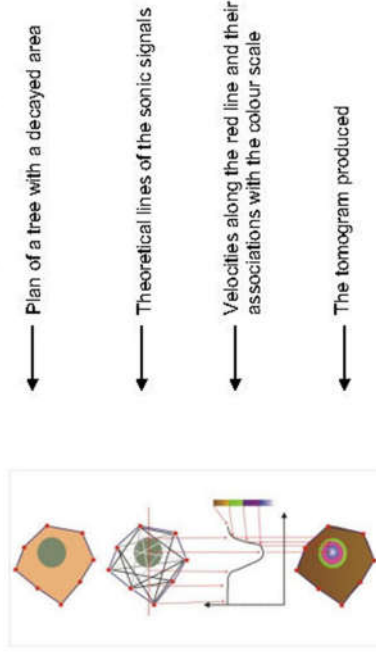 Plan of a tree with a decayed area
Theoretical lines of the sonic signals
Velocities along the red line and their
associations with the colour scale
The tomogram produced